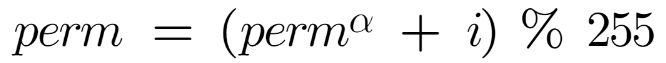 perm = (perm^α + i) % 255